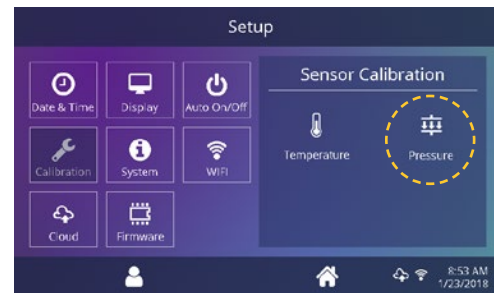 Setup
Date & Time
Display
Auto On/Off
Calibration
System
WIFI
Cloud
Firmware
Sensor Calibration
Temperature
Pressure
8:53 AM
1/23/2018